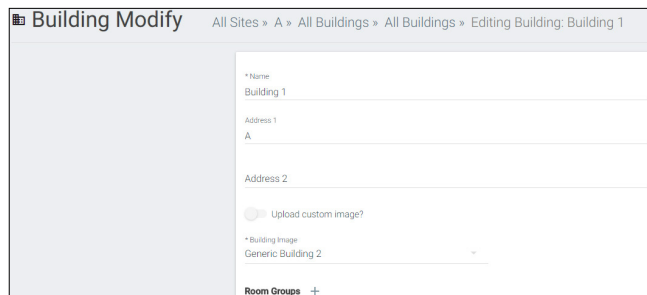 Building Modify All Sites » A » All Buildings » All Buildings » Editing Building: Building 1
* Name
Building 1
Address 1
A
Address 2
Upload custom image?
* Building Image
Generic Building 2
Room Groups +